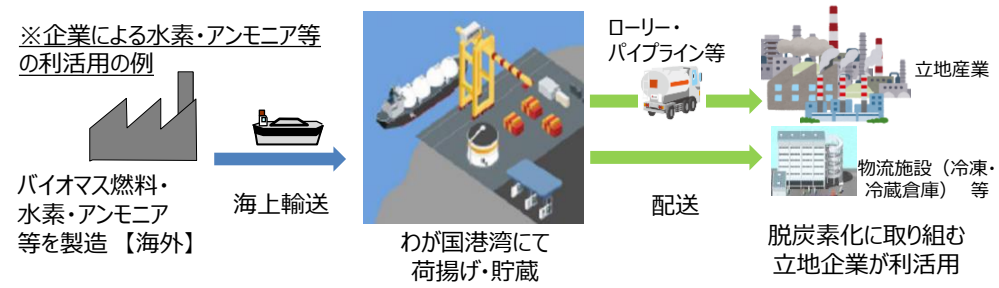 ※企業による水素・アンモニア等
の利活用の例
バイオマス燃料・
水素・アンモニア
等を製造 【海外】
海上輸送
わが国港湾にて
荷揚げ・貯蔵
ローリー・
パイプライン等
配送
立地産業
物流施設（冷凍・
冷蔵倉庫） 等
脱炭素化に取り組む
立地企業が利活用